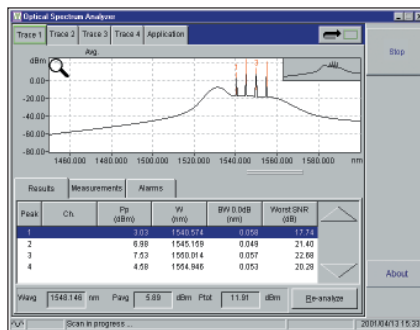 Optical Spectrum Analyzer
Trace 1 Trace 2 Trace 3 Trace 4 Application
Stop
Avg.
dBm
0.00
-20.00
-40.00
-60.00
-80.00
1460.000 1480.000 1500.000 1520.000 1540.000 1560.000 1580.000 nm
Results Measurements Alarms
Peak Ch. Pp (dBm) W (nm) BW 0.0dB (nm) Worst SNR (dB)
1 3.03 1540.574 0.058 17.74
2 6.98 1545.159 0.049 21.40
3 7.53 1550.014 0.057 22.68
4 4.58 1554.946 0.053 20.28
Wavg 1548.146 nm Pavg 5.89 dBm Ptot 11.91 dBm Re-analyze
About
Scan in progress ... 2001/04/13 15:33